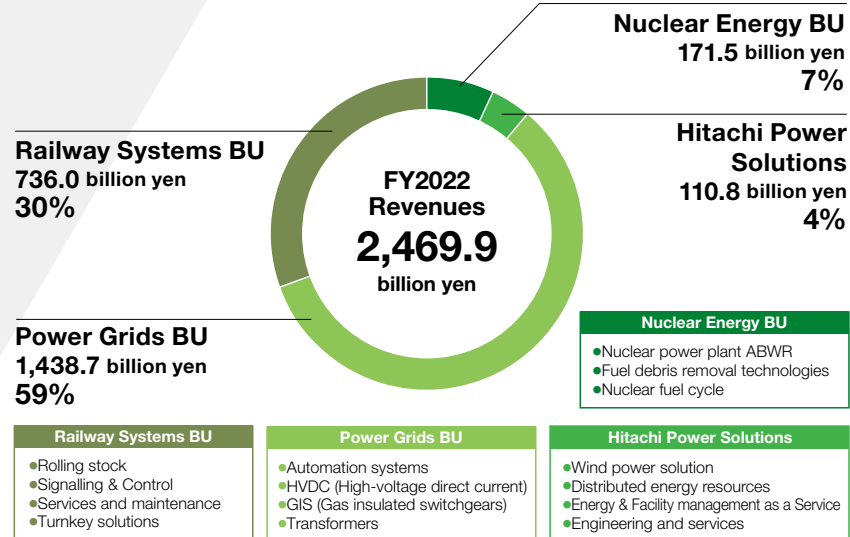 Nuclear Energy BU
171.5 billion yen
7%
Hitachi Power
Solutions
110.8 billion yen
4%
Railway Systems BU
736.0 billion yen
30%
FY2022
Revenues
2,469.9
billion yen
Power Grids BU
1,438.7 billion yen
59%
Nuclear Energy BU
●Nuclear power plant ABWR
●Fuel debris removal technologies
●Nuclear fuel cycle
Railway Systems BU
●Rolling stock
●Signalling & Control
●Services and maintenance
●Turnkey solutions
Power Grids BU
●Automation systems
●HVDC (High-voltage direct current)
●GIS (Gas insulated switchgears)
●Transformers
Hitachi Power Solutions
●Wind power solution
●Distributed energy resources
●Energy & Facility management as a Service
●Engineering and services